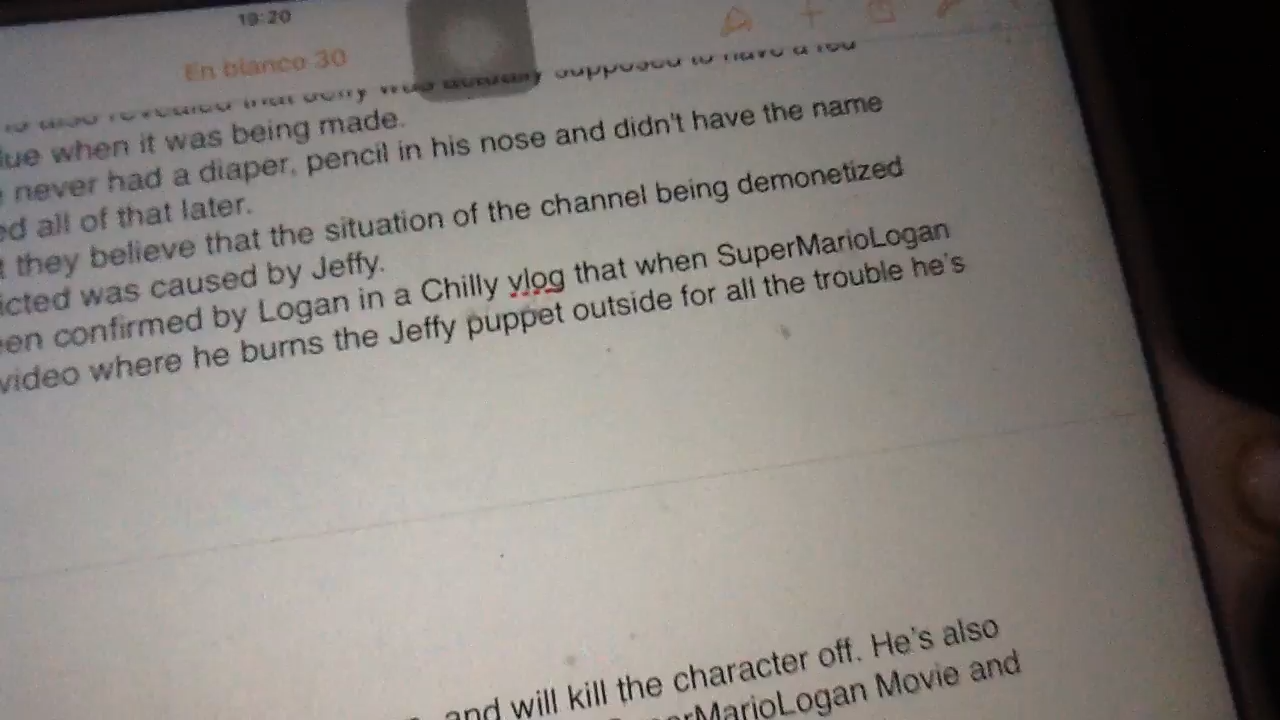 19:20
En blanco 30
supposed to have a
when it was being made.
never had a diaper, pencil in his nose and didn't have the name
all of that later.
they believe that the situation of the channel being demonetized
was caused by Jeffy.
confirmed by Logan in a Chilly vlog that when SuperMarioLogan
video where he burns the Jeffy puppet outside for all the trouble he's
and will kill the character off. He's also
MarioLogan Movie and